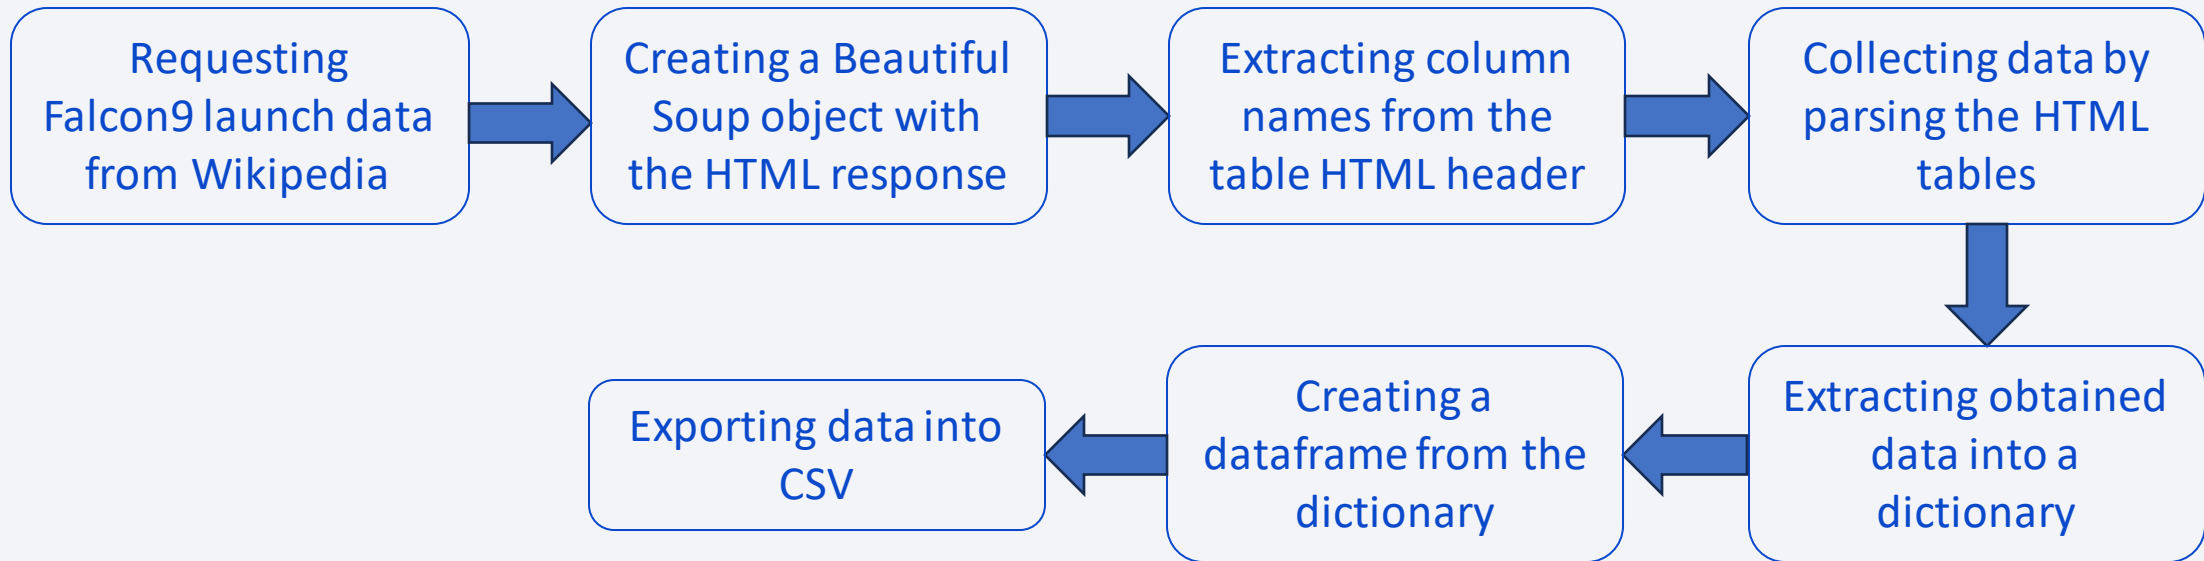 Requesting
Falcon9 launch data
from Wikipedia
Creating a Beautiful
Soup object with
the HTML response
Extracting column
names from the
table HTML header
Collecting data by
parsing the HTML
tables
Extracting obtained
data into a
dictionary
Creating a
dataframe from the
dictionary
Exporting data into
CSV